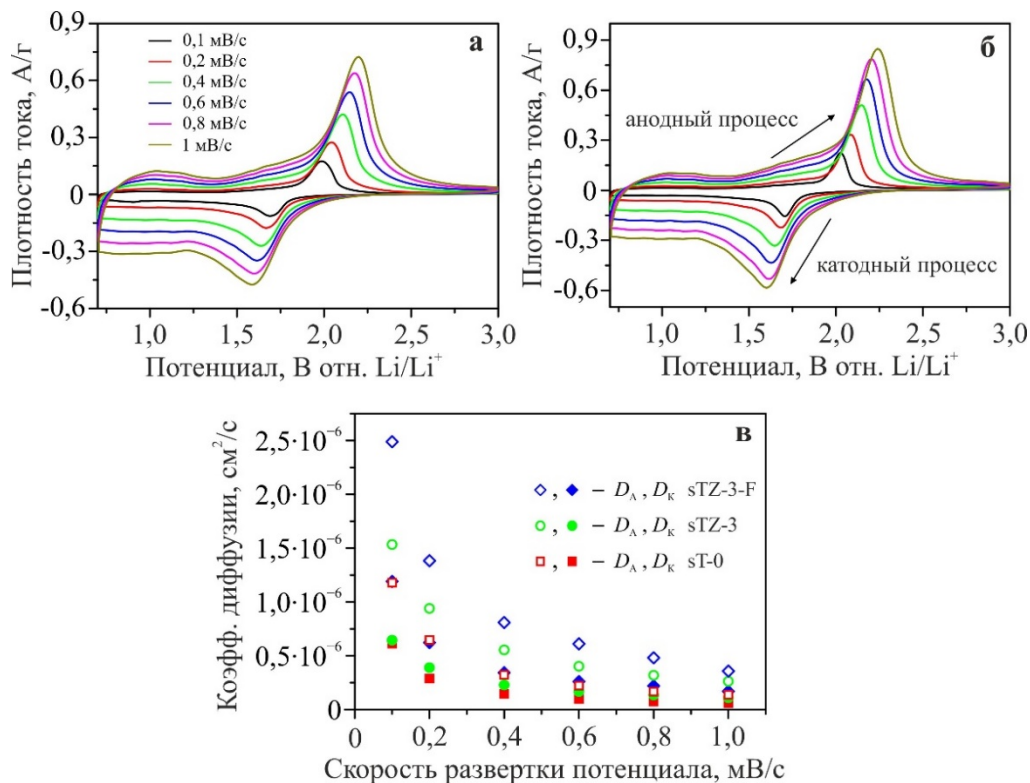 0,9
0,6
0,3
0
-0,3
-0,6
Плотность тока, А/г
а
0,1 мВ/с
0,2 мВ/с
0,4 мВ/с
0,6 мВ/с
0,8 мВ/с
1 мВ/с
1,0 1,5 2,0 2,5 3,0
Потенциал, В отн. Li/Li⁺
0,9
0,6
0,3
0
-0,3
-0,6
Плотность тока, А/г
б
анодный процесс
катодный процесс
1,0 1,5 2,0 2,5 3,0
Потенциал, В отн. Li/Li⁺
в
2,5·10⁻⁶
2,0·10⁻⁶
1,5·10⁻⁶
1,0·10⁻⁶
0,5·10⁻⁶
0
Коэфф. диффузии, см²/с
, – Dᴀ, Dᴋ sTZ-3-F
, – Dᴀ, Dᴋ sTZ-3
, – Dᴀ, Dᴋ sT-0
0 0,2 0,4 0,6 0,8 1,0
Скорость развертки потенциала, мВ/с